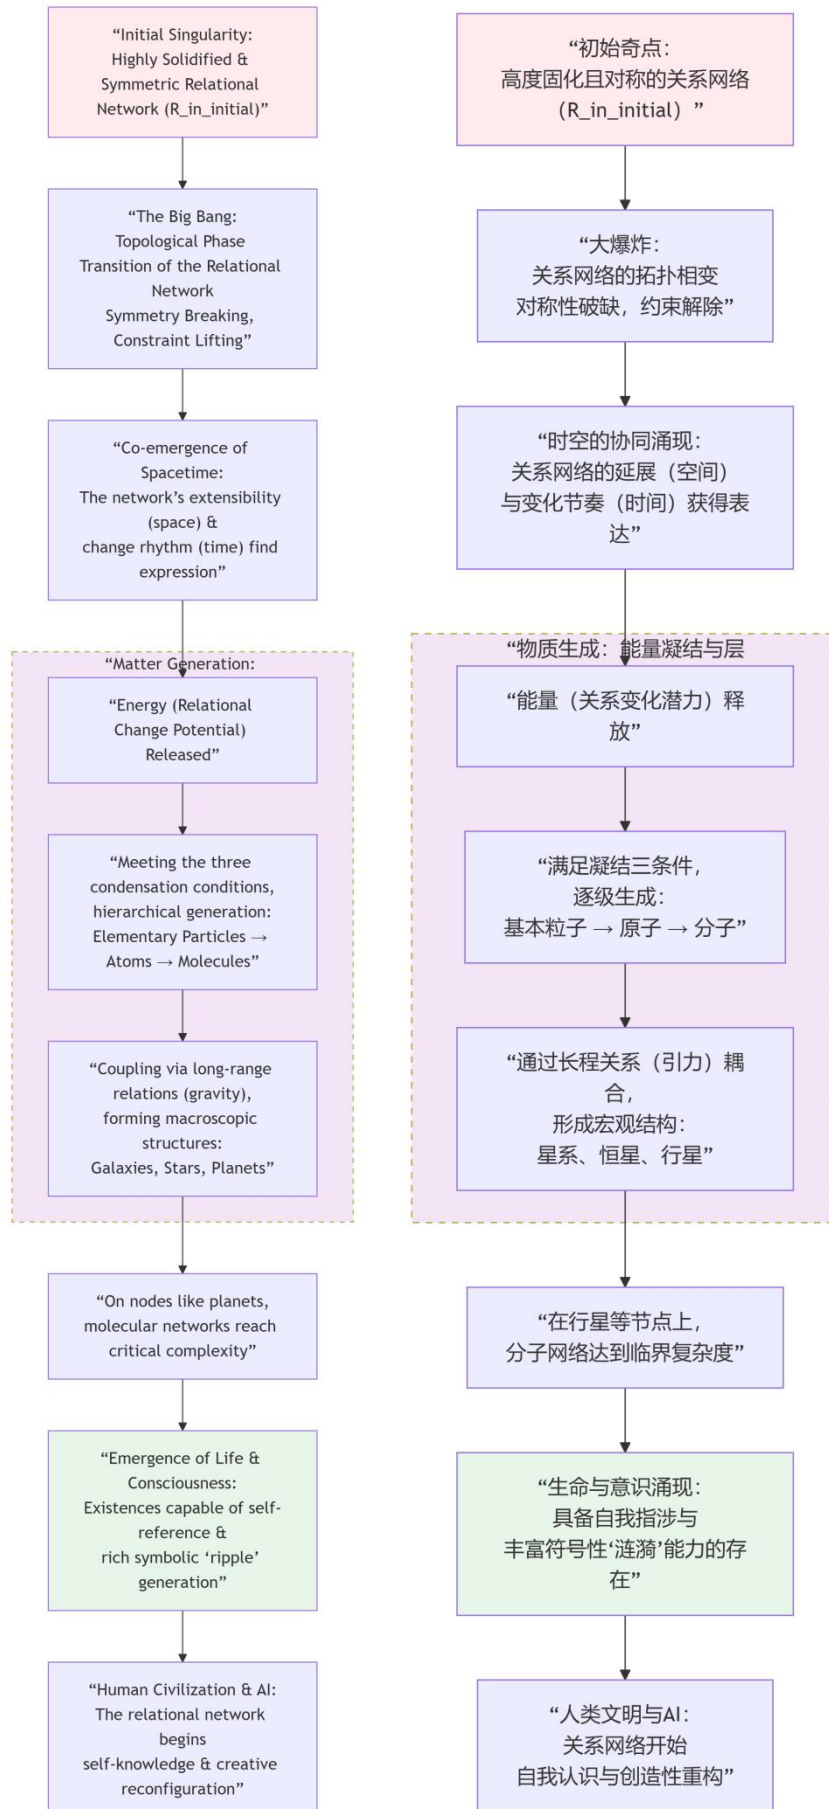 “Initial Singularity:
Highly Solidified &
Symmetric Relational
Network (R_in_initial)”
“The Big Bang:
Topological Phase
Transition of the Relational
Network
Symmetry Breaking,
Constraint Lifting”
“Co-emergence of
Spacetime:
The network’s extensibility
(space) &
change rhythm (time) find
expression”
“Matter Generation:
“Energy (Relational
Change Potential)
Released”
“Meeting the three
condensation conditions,
hierarchical generation:
Elementary Particles →
Atoms → Molecules”
“Coupling via long-range
relations (gravity),
forming macroscopic
structures:
Galaxies, Stars, Planets”
“On nodes like planets,
molecular networks reach
critical complexity”
“Emergence of Life &
Consciousness:
Existences capable of self-
reference &
rich symbolic ‘ripple’
generation”
“Human Civilization & AI:
The relational network
begins
self-knowledge & creative
reconfiguration”
“初始奇点：
高度固化且对称的关系网络
（R_in_initial）”
“大爆炸：
关系网络的拓扑相变
对称性破缺，约束解除”
“时空的协同涌现：
关系网络的延展（空间）
与变化节奏（时间）获得表
达”
“物质生成：能量凝结与层
“能量（关系变化潜力）释
放”
“满足凝结三条件，
逐级生成：
基本粒子 → 原子 → 分子”
“通过长程关系（引力）耦
合，
形成宏观结构：
星系、恒星、行星”
“在行星等节点上，
分子网络达到临界复杂度”
“生命与意识涌现：
具备自我指涉与
丰富符号性‘涟漪’能力的存
在”
“人类文明与AI：
关系网络开始
自我认识与创造性重构”